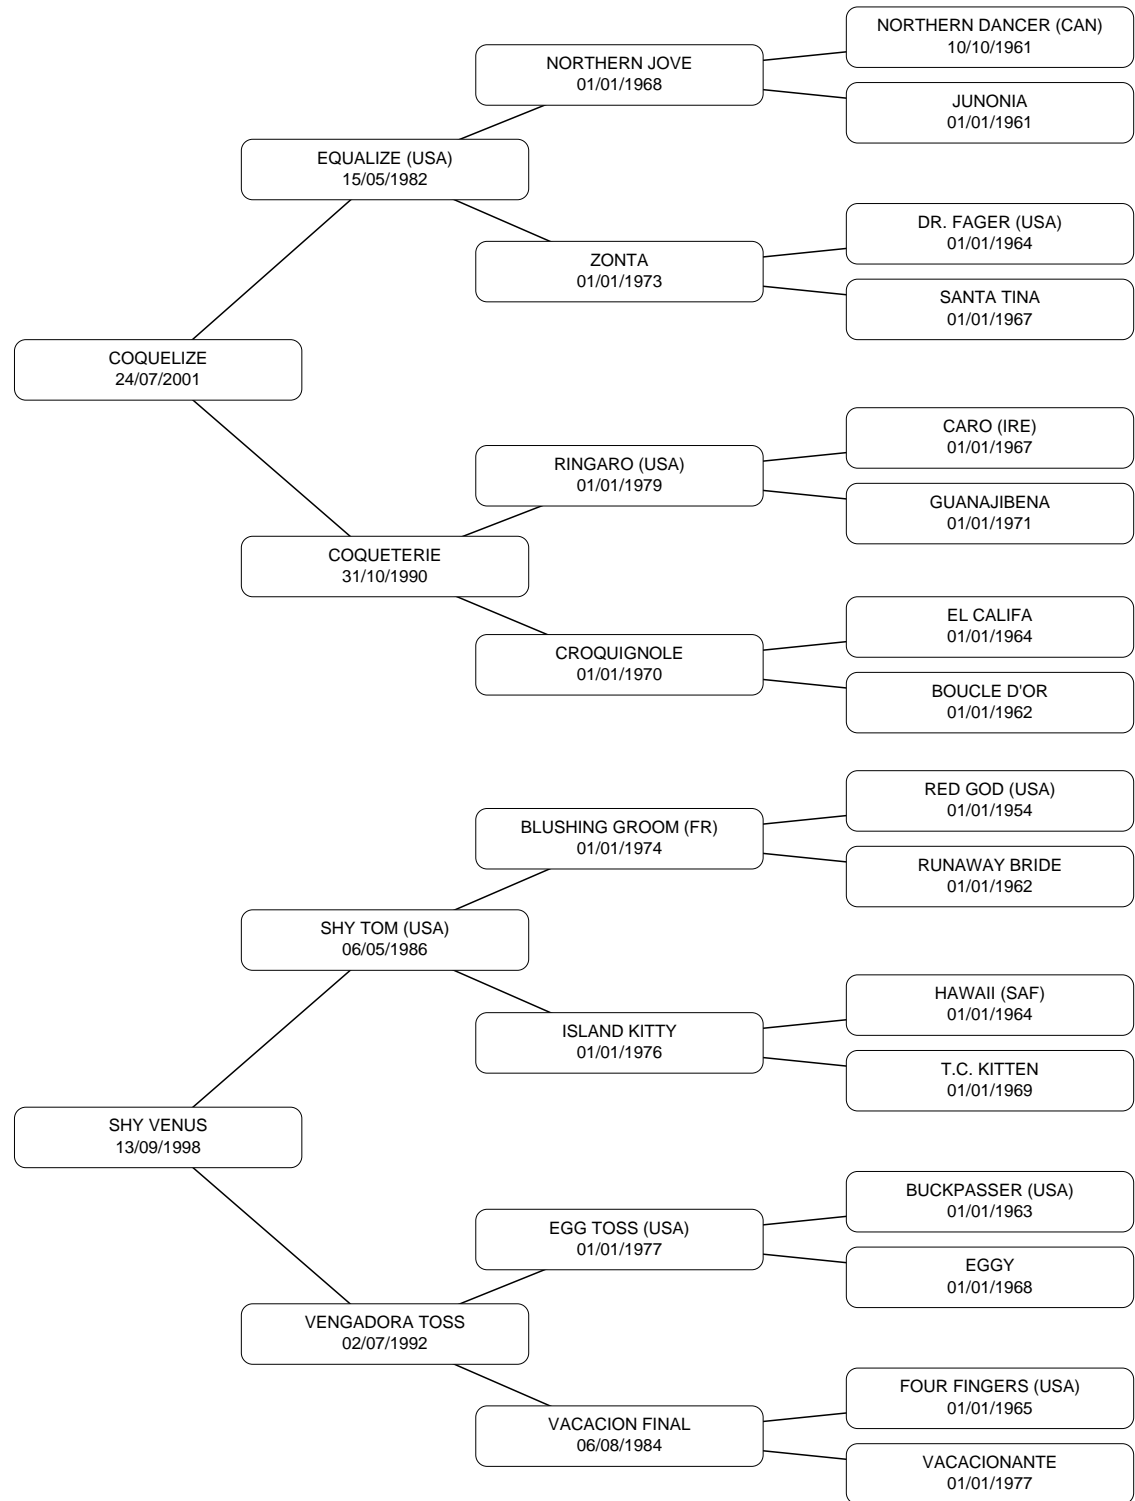 NORTHERN DANCER (CAN)
10/10/1961
NORTHERN JOVE
01/01/1968
JUNONIA
01/01/1961
EQUALIZE (USA)
15/05/1982
DR. FAGER (USA)
01/01/1964
ZONTA
01/01/1973
SANTA TINA
01/01/1967
COQUELIZE
24/07/2001
CARO (IRE)
01/01/1967
RINGARO (USA)
01/01/1979
GUANAJIBENA
01/01/1971
COQUETERIE
31/10/1990
EL CALIFA
01/01/1964
CROQUIGNOLE
01/01/1970
BOUCLE D'OR
01/01/1962
RED GOD (USA)
01/01/1954
BLUSHING GROOM (FR)
01/01/1974
RUNAWAY BRIDE
01/01/1962
SHY TOM (USA)
06/05/1986
HAWAII (SAF)
01/01/1964
ISLAND KITTY
01/01/1976
T.C. KITTEN
01/01/1969
SHY VENUS
13/09/1998
BUCKPASSER (USA)
01/01/1963
EGG TOSS (USA)
01/01/1977
EGGY
01/01/1968
VENGADORA TOSS
02/07/1992
FOUR FINGERS (USA)
01/01/1965
VACACION FINAL
06/08/1984
VACACIONANTE
01/01/1977